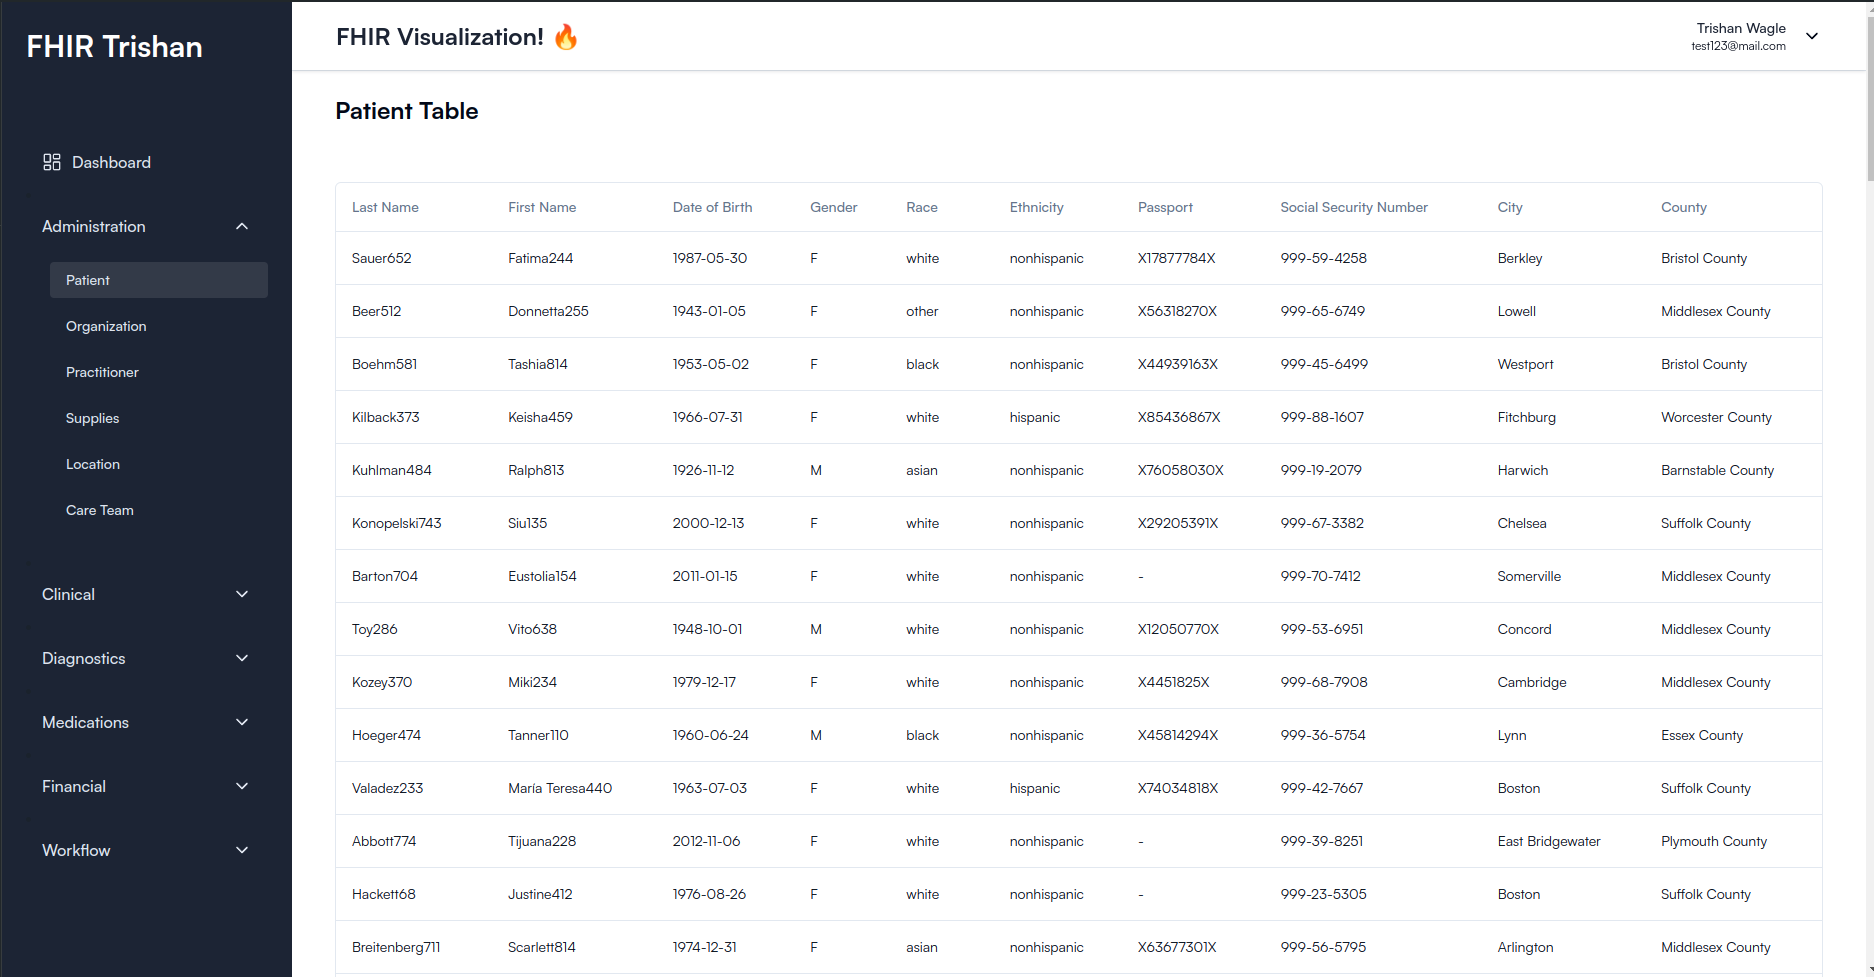 FHIR Trishan
Dashboard
Administration
Patient
Organization
Practitioner
Supplies
Location
Care Team
Clinical
Diagnostics
Medications
Financial
Workflow
FHIR Visualization! 🔥
Trishan Wagle
test123@mail.com
Patient Table
Last Name First Name Date of Birth Gender Race Ethnicity Passport Social Security Number City County
Sauer652 Fatima244 1987-05-30 F white nonhispanic X17877784X 999-59-4258 Berkley Bristol County
Beer512 Donnetta255 1943-01-05 F other nonhispanic X56318270X 999-65-6749 Lowell Middlesex County
Boehm581 Tashia814 1953-05-02 F black nonhispanic X44939163X 999-45-6499 Westport Bristol County
Kilback373 Keisha459 1966-07-31 F white hispanic X85436867X 999-88-1607 Fitchburg Worcester County
Kuhlman484 Ralph813 1926-11-12 M asian nonhispanic X76058030X 999-19-2079 Harwich Barnstable County
Konopelski743 Siu135 2000-12-13 F white nonhispanic X29205391X 999-67-3382 Chelsea Suffolk County
Barton704 Eustolia154 2011-01-15 F white nonhispanic - 999-70-7412 Somerville Middlesex County
Toy286 Vito638 1948-10-01 M white nonhispanic X12050770X 999-53-6951 Concord Middlesex County
Kozey370 Miki234 1979-12-17 F white nonhispanic X4451825X 999-68-7908 Cambridge Middlesex County
Hoeger474 Tanner110 1960-06-24 M black nonhispanic X45814294X 999-36-5754 Lynn Essex County
Valadez233 María Teresa440 1963-07-03 F white hispanic X74034818X 999-42-7667 Boston Suffolk County
Abbott774 Tijuana228 2012-11-06 F white nonhispanic - 999-39-8251 East Bridgewater Plymouth County
Hackett68 Justine412 1976-08-26 F white nonhispanic - 999-23-5305 Boston Suffolk County
Breitenberg711 Scarlett814 1974-12-31 F asian nonhispanic X63677301X 999-56-5795 Arlington Middlesex County